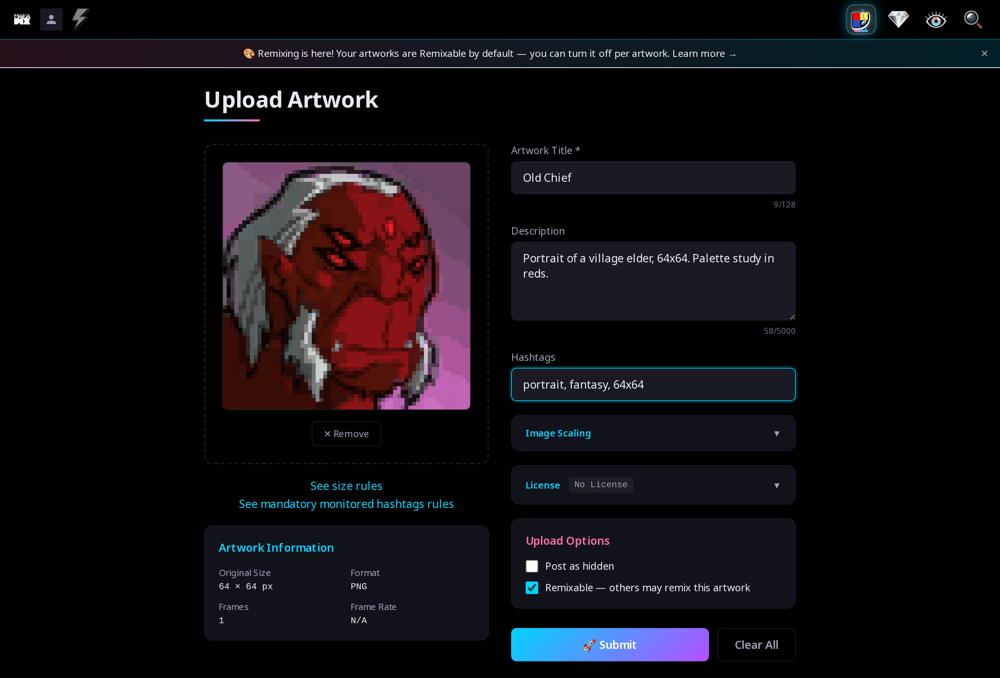 MAKA
PIX
🎨 Remixing is here! Your artworks are Remixable by default — you can turn it off per artwork. Learn more →
✕
Upload Artwork
✕ Remove
See size rules
See mandatory monitored hashtags rules
Artwork Information
Original Size
64 × 64 px
Format
PNG
Frames
1
Frame Rate
N/A
Artwork Title *
Old Chief
9/128
Description
Portrait of a village elder, 64x64. Palette study in
reds.
58/5000
Hashtags
portrait, fantasy, 64x64
Image Scaling ▼
License No License ▼
Upload Options
Post as hidden
Remixable — others may remix this artwork
🚀 Submit
Clear All